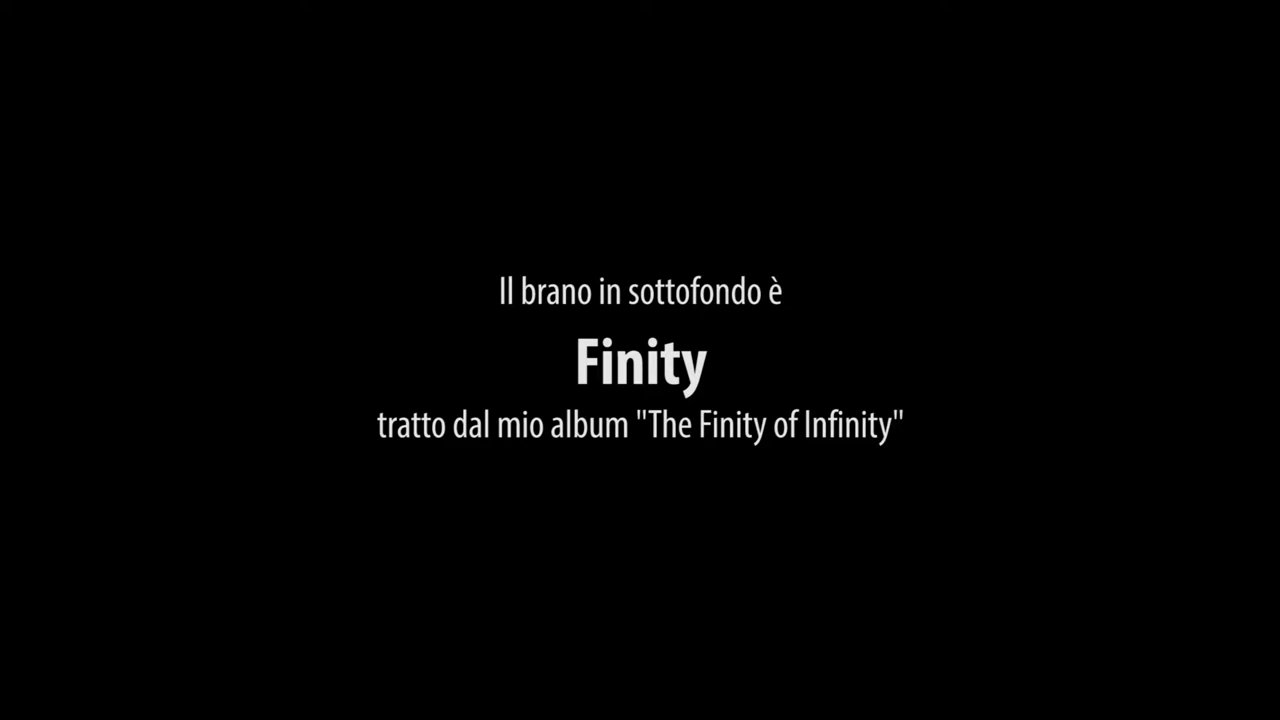 Il brano in sottofondo è
Finity
tratto dal mio album "The Finity of Infinity"